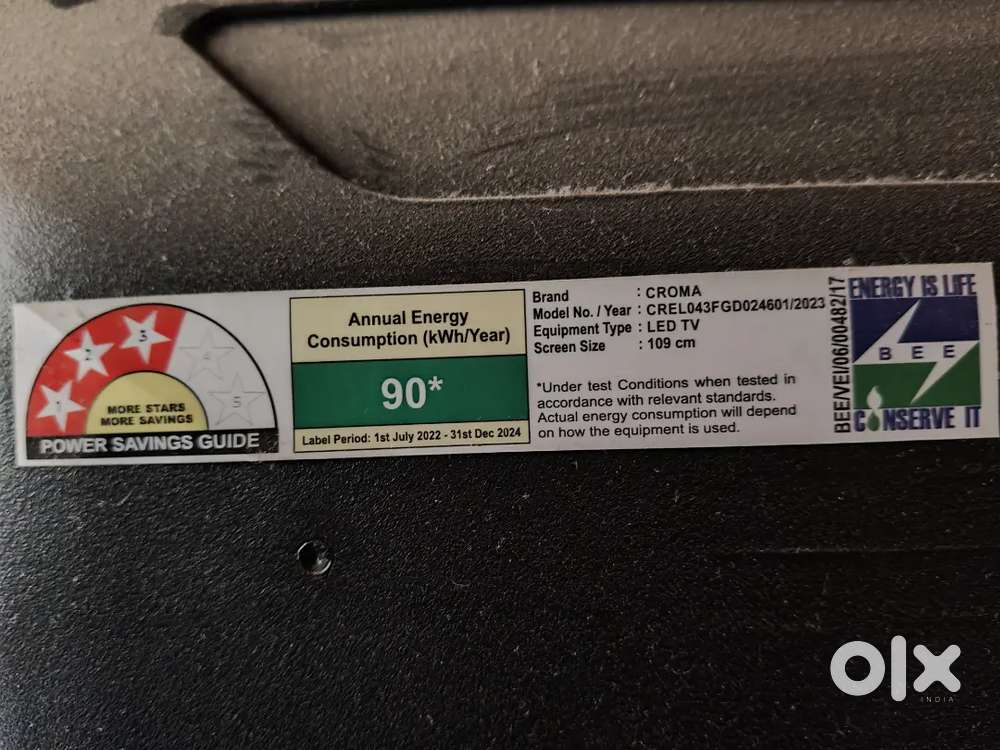 1
2
3
4
5
MORE STARS
MORE SAVINGS
POWER SAVINGS GUIDE
Annual Energy
Consumption (kWh/Year)
90*
Label Period: 1st July 2022 - 31st Dec 2024
Brand : CROMA
Model No. / Year : CREL043FGD024601/2023
Equipment Type : LED TV
Screen Size : 109 cm
*Under test Conditions when tested in
accordance with relevant standards.
Actual energy consumption will depend
on how the equipment is used.
BEE/VEI/06/00482/17
ENERGY IS LIFE
BEE
CONSERVE IT
olx
INDIA